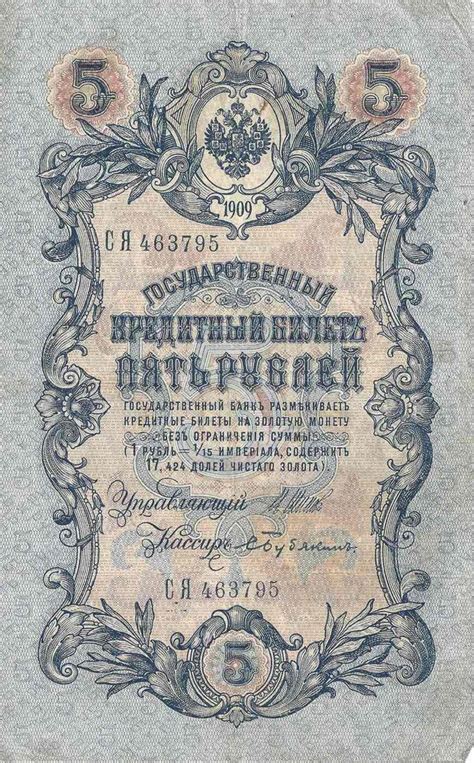 5 5
1909
СЯ 463795
ГОСУДАРСТВЕННЫЙ
КРЕДИТНЫЙ БИЛЕТЪ
ПЯТЬ РУБЛЕЙ
ГОСУДАРСТВЕННЫЙ БАНКЪ РАЗМѢНИВАЕТЪ
КРЕДИТНЫЕ БИЛЕТЫ НА ЗОЛОТУЮ МОНЕТУ
БЕЗЪ ОГРАНИЧЕНІЯ СУММЫ
(1 РУБЛЬ = 1/15 ИМПЕРІАЛА, СОДЕРЖИТЪ
17,424 ДОЛЕЙ ЧИСТАГО ЗОЛОТА).
Управляющій
Кассиръ
СЯ 463795
5